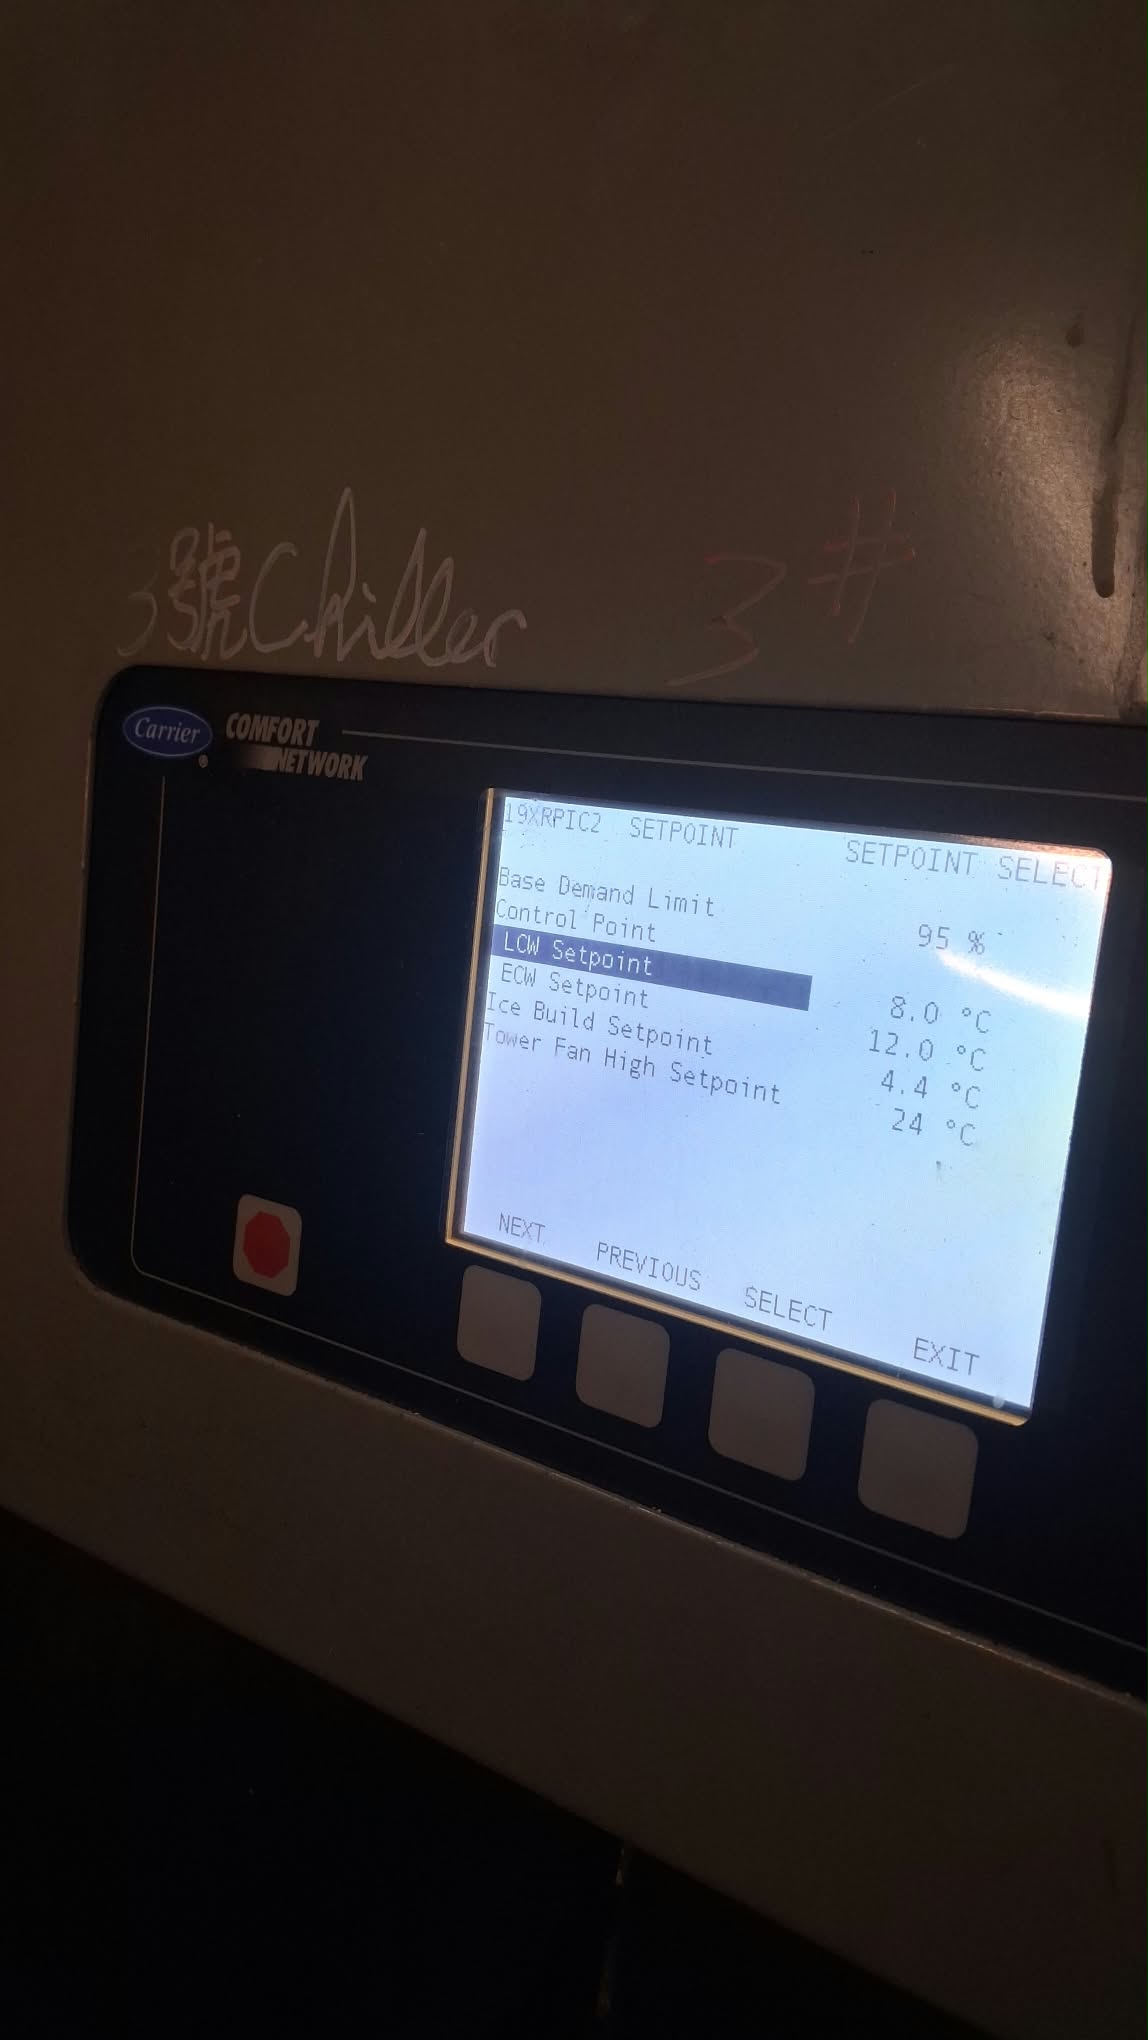 3號Chiller 3#
Carrier
COMFORT
NETWORK
19XRPIC2 SETPOINT SETPOINT SELECT
Base Demand Limit 95 %
Control Point
LCW Setpoint 8.0 °C
ECW Setpoint 12.0 °C
Ice Build Setpoint 4.4 °C
Tower Fan High Setpoint 24 °C
NEXT PREVIOUS SELECT EXIT